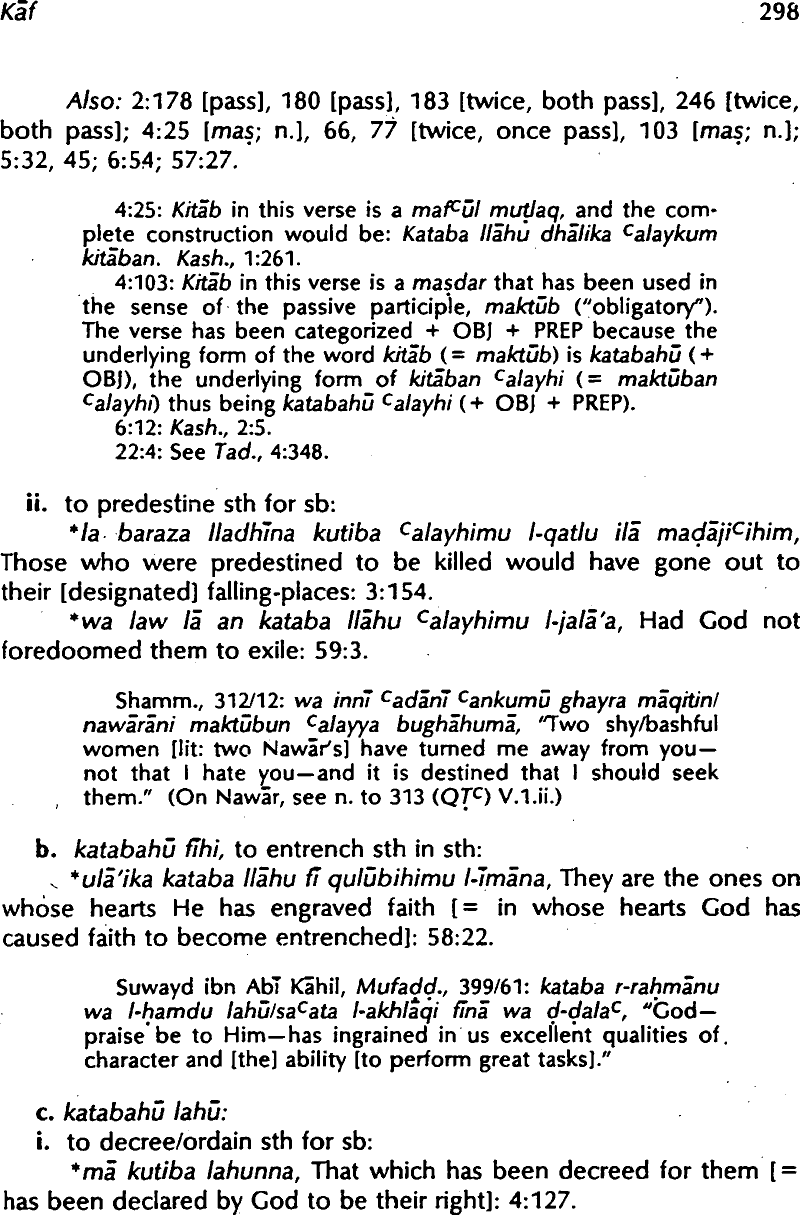 Kāf 298
Also: 2:178 [pass], 180 [pass], 183 [twice, both pass], 246 [twice,
both pass]; 4:25 [maṣ; n.], 66, 77 [twice, once pass], 103 [maṣ; n.];
5:32, 45; 6:54; 57:27.
4:25: Kitāb in this verse is a mafᶜūl muṭlaq, and the com-
plete construction would be: Kataba llāhu dhālika ᶜalaykum
kitāban. Kash., 1:261.
4:103: Kitāb in this verse is a maṣdar that has been used in
the sense of the passive participle, maktūb ("obligatory").
The verse has been categorized + OBJ + PREP because the
underlying form of the word kitāb (= maktūb) is katabahū (+
OBJ), the underlying form of kitāban ᶜalayhi (= maktūban
ᶜalayhi) thus being katabahū ᶜalayhi (+ OBJ + PREP).
6:12: Kash., 2:5.
22:4: See Tad., 4:348.
ii. to predestine sth for sb:
*la baraza lladhīna kutiba ᶜalayhimu l-qatlu ilā maḍājiᶜihim,
Those who were predestined to be killed would have gone out to
their [designated] falling-places: 3:154.
*wa law lā an kataba llāhu ᶜalayhimu l-jalā'a, Had God not
foredoomed them to exile: 59:3.
Shamm., 312/12: wa innī ᶜadānī ᶜankumū ghayra māqitin/
nawārāni maktūbun ᶜalayya bughāhumā, "Two shy/bashful
women [lit: two Nawār's] have turned me away from you—
not that I hate you—and it is destined that I should seek
them." (On Nawār, see n. to 313 (QṬᶜ) V.1.ii.)
b. katabahū fīhi, to entrench sth in sth:
*ulā'ika kataba llāhu fī qulūbihimu l-īmāna, They are the ones on
whose hearts He has engraved faith [= in whose hearts God has
caused faith to become entrenched]: 58:22.
Suwayd ibn Abī Kāhil, Mufaḍḍ., 399/61: kataba r-raḥmānu
wa l-ḥamdu lahū/saᶜata l-akhlāqi fīnā wa ḍ-ḍalaᶜ, "God—
praise be to Him—has ingrained in us excellent qualities of
character and [the] ability [to perform great tasks]."
c. katabahū lahū:
i. to decree/ordain sth for sb:
*mā kutiba lahunna, That which has been decreed for them [=
has been declared by God to be their right]: 4:127.